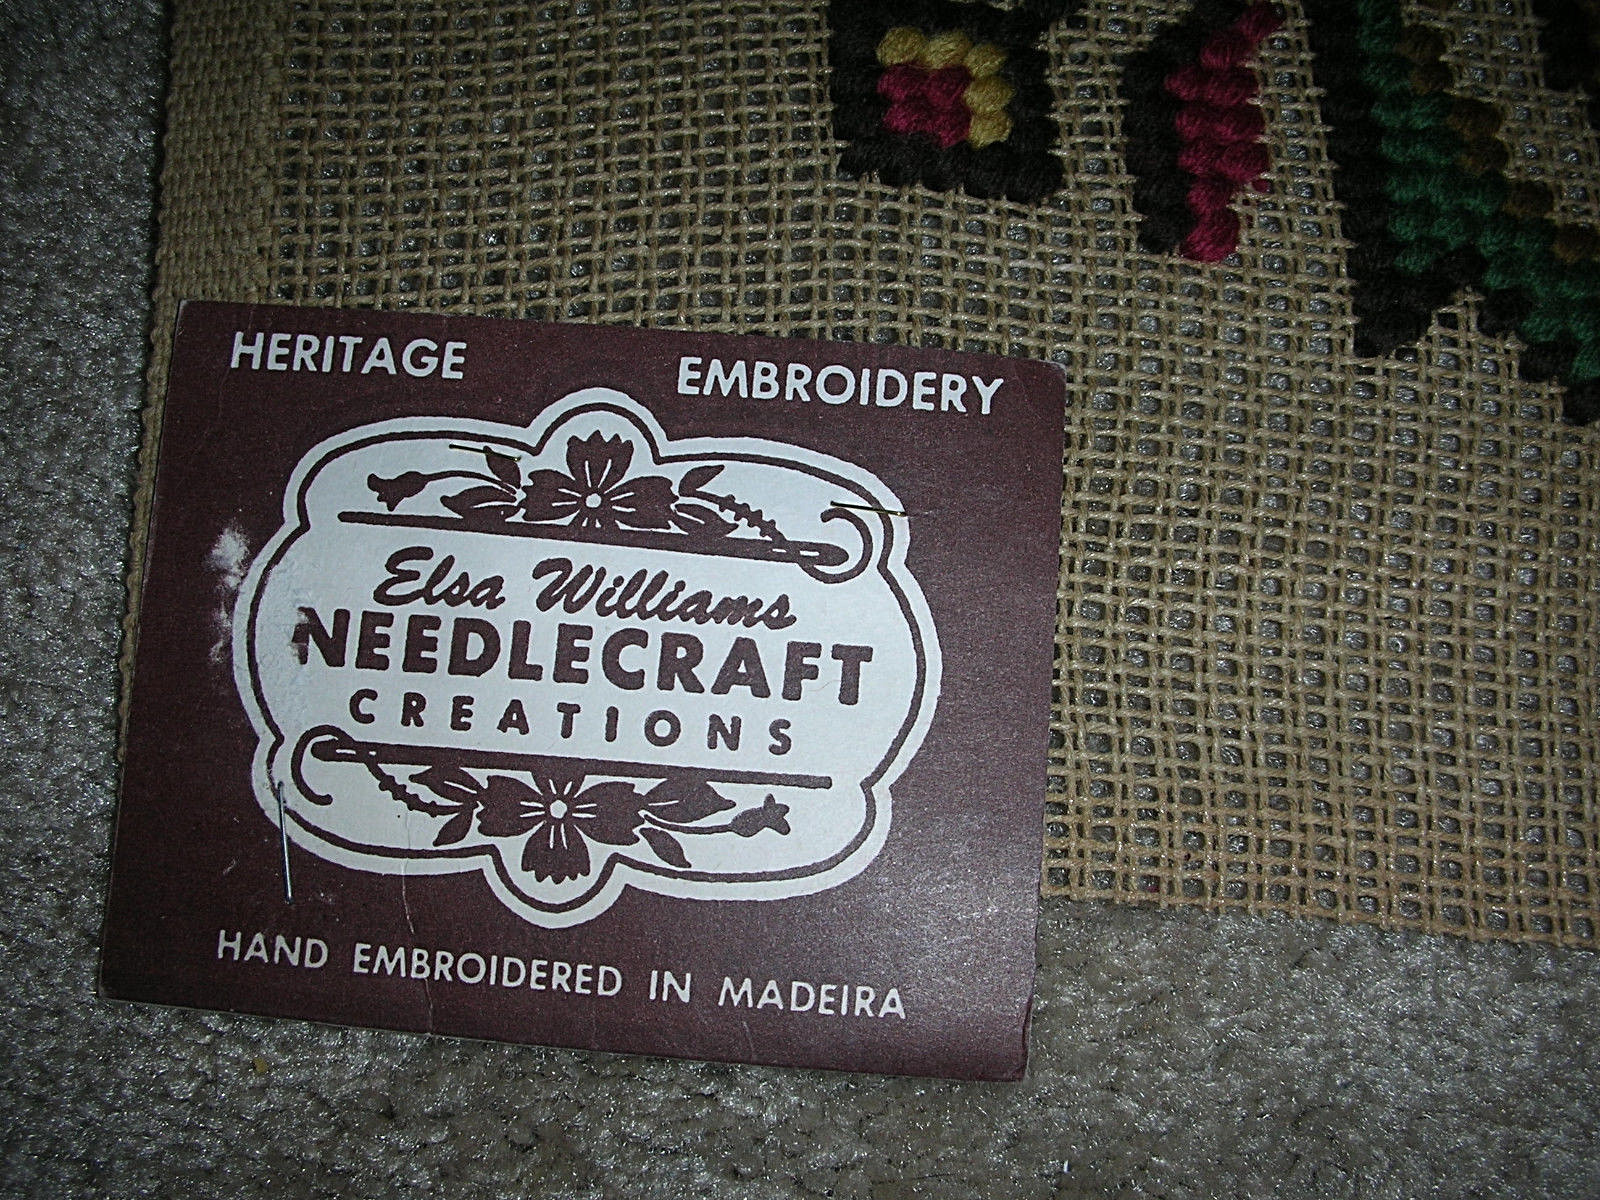 HERITAGE EMBROIDERY
Elsa Williams
NEEDLECRAFT
CREATIONS
HAND EMBROIDERED IN MADEIRA